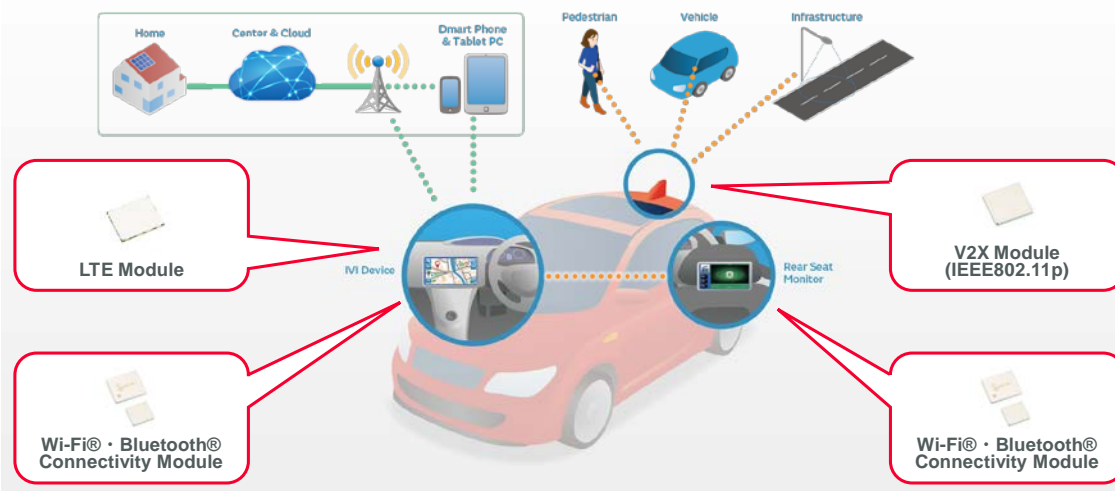 Home
Center & Cloud
Dmart Phone
& Tablet PC
Pedestrian
Vehicle
Infrastructure
LTE Module
V2X Module
(IEEE802.11p)
IVI Device
Rear Seat
Monitor
Wi-Fi®・Bluetooth®
Connectivity Module
Wi-Fi®・Bluetooth®
Connectivity Module